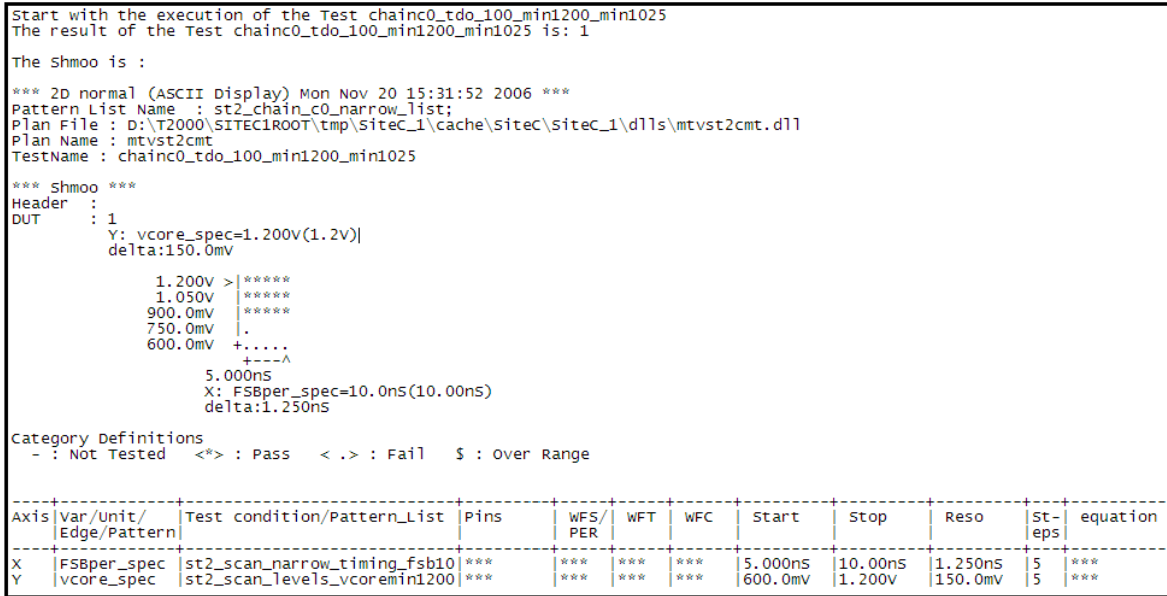 Start with the execution of the Test chainc0_tdo_100_min1200_min1025
The result of the Test chainc0_tdo_100_min1200_min1025 is: 1
The Shmoo is :
*** 2D normal (ASCII Display) Mon Nov 20 15:31:52 2006 ***
Pattern List Name  : st2_chain_c0_narrow_list;
Plan File : D:\T2000\SITEC1ROOT\tmp\SiteC_1\cache\SiteC\SiteC_1\dlls\mtvst2cmt.dll
Plan Name : mtvst2cmt
TestName : chainc0_tdo_100_min1200_min1025
*** Shmoo ***
Header  :
DUT     : 1
Y: vcore_spec=1.200V(1.2V)|
delta:150.0mV
1.200V >|*****
1.050V  |*****
900.0mV  |*****
750.0mV  |.
600.0mV  +.....
+---^
5.000nS
X: FSBper_spec=10.0nS(10.00nS)
delta:1.250nS
Category Definitions
- : Not Tested   <*> : Pass   < .> : Fail   $ : Over Range
----+------------+----------------------------+---------+-----+-----+------+---------+---------+---------+---+----------
Axis|Var/Unit/   |Test condition/Pattern_List |Pins     | WFS/| WFT | WFC  | Start   | Stop    | Reso    |St-| equation
|Edge/Pattern|                            |         | PER |     |      |         |         |         |eps|
----+------------+----------------------------+---------+-----+-----+------+---------+---------+---------+---+----------
X   |FSBper_spec |st2_scan_narrow_timing_fsb10|***      |***  |***  |***   |5.000nS  |10.00nS  |1.250nS  |5  |***
Y   |vcore_spec  |st2_scan_levels_vcoremin1200|***      |***  |***  |***   |600.0mV  |1.200V   |150.0mV  |5  |***